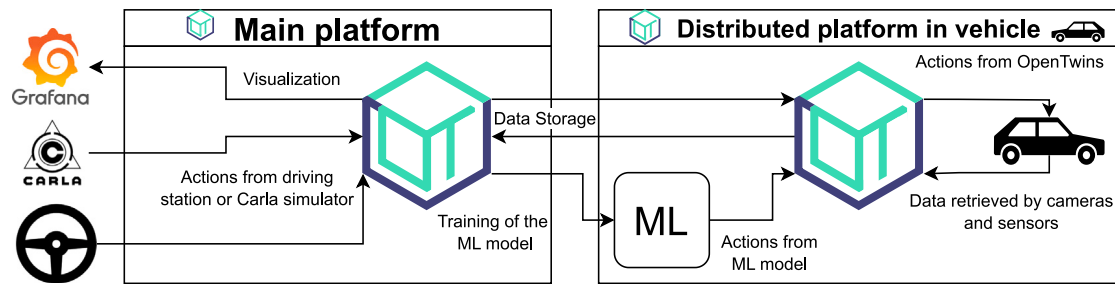 Main platform
Distributed platform in vehicle
Grafana
CARLA
Visualization
Actions from driving
station or Carla simulator
Training of the
ML model
Data Storage
ML
Actions from
ML model
Actions from OpenTwins
Data retrieved by cameras
and sensors